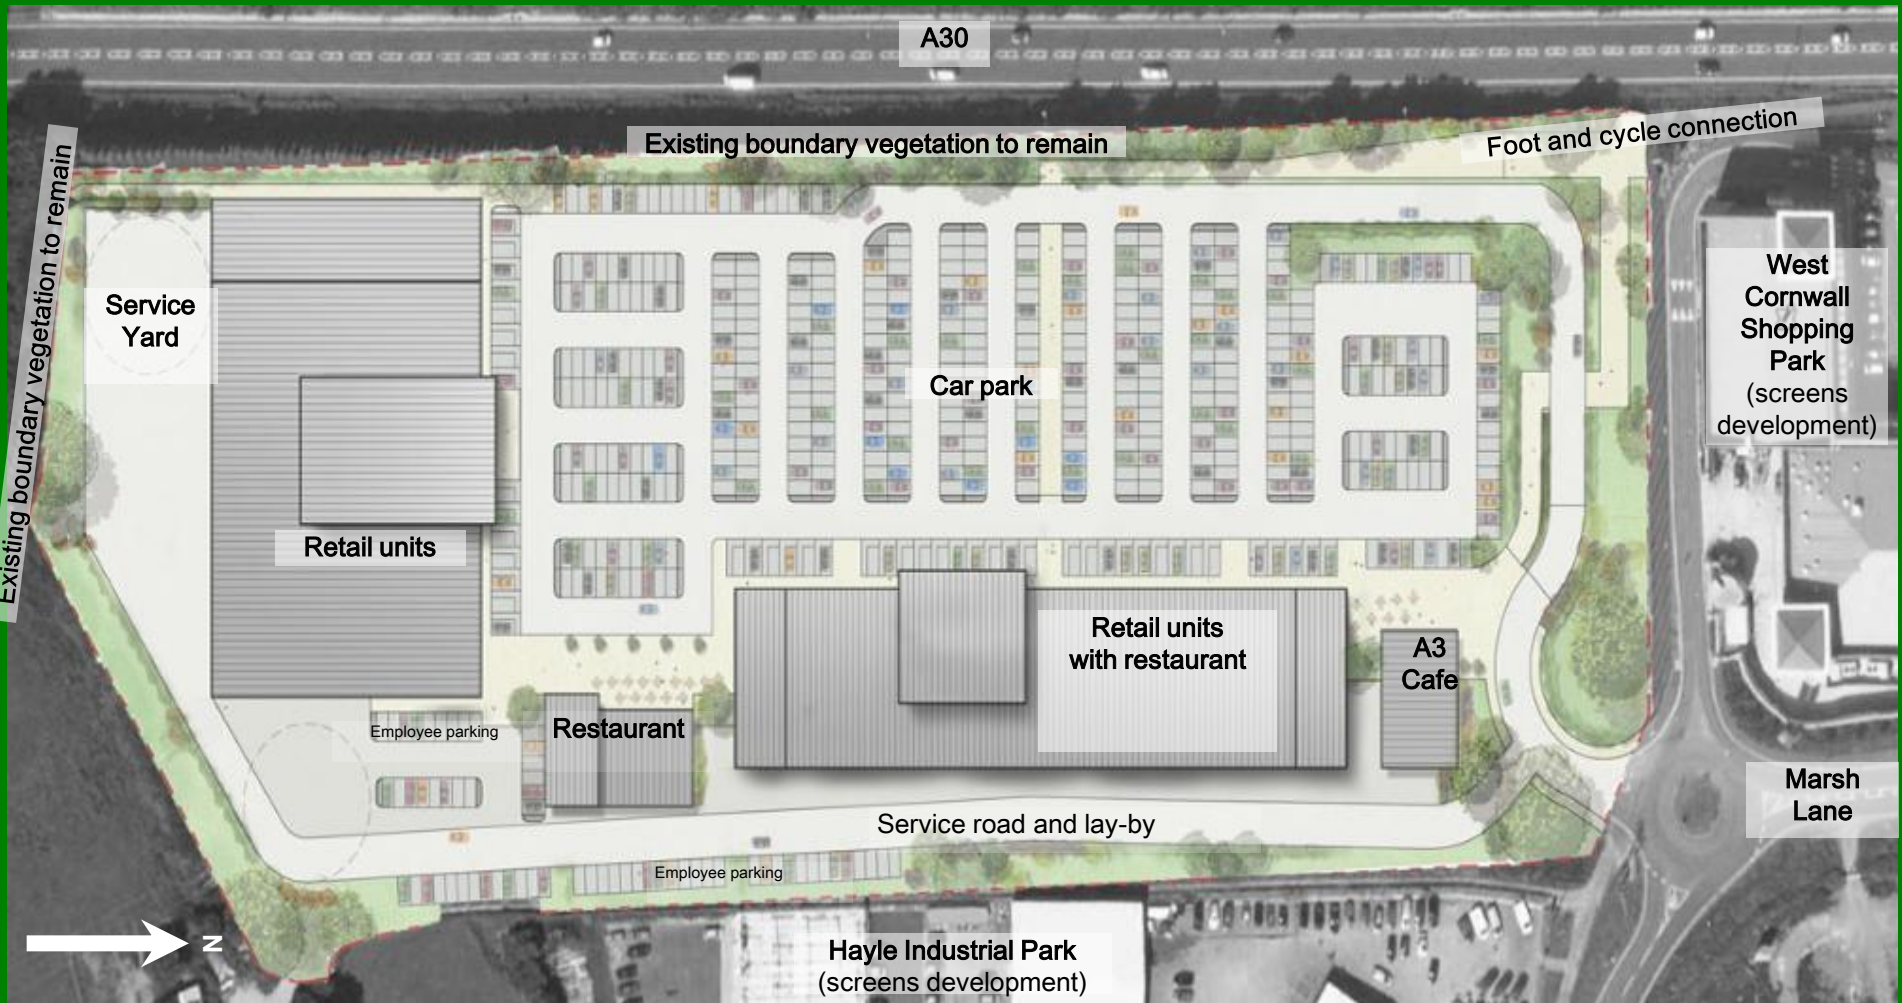 A30
Existing boundary vegetation to remain
Foot and cycle connection
Existing boundary vegetation to remain
Service
Yard
West
Cornwall
Shopping
Park
(screens
development)
Car park
Retail units
Retail units
with restaurant
A3
Cafe
Employee parking
Restaurant
Marsh
Lane
Service road and lay-by
Employee parking
N
Hayle Industrial Park
(screens development)